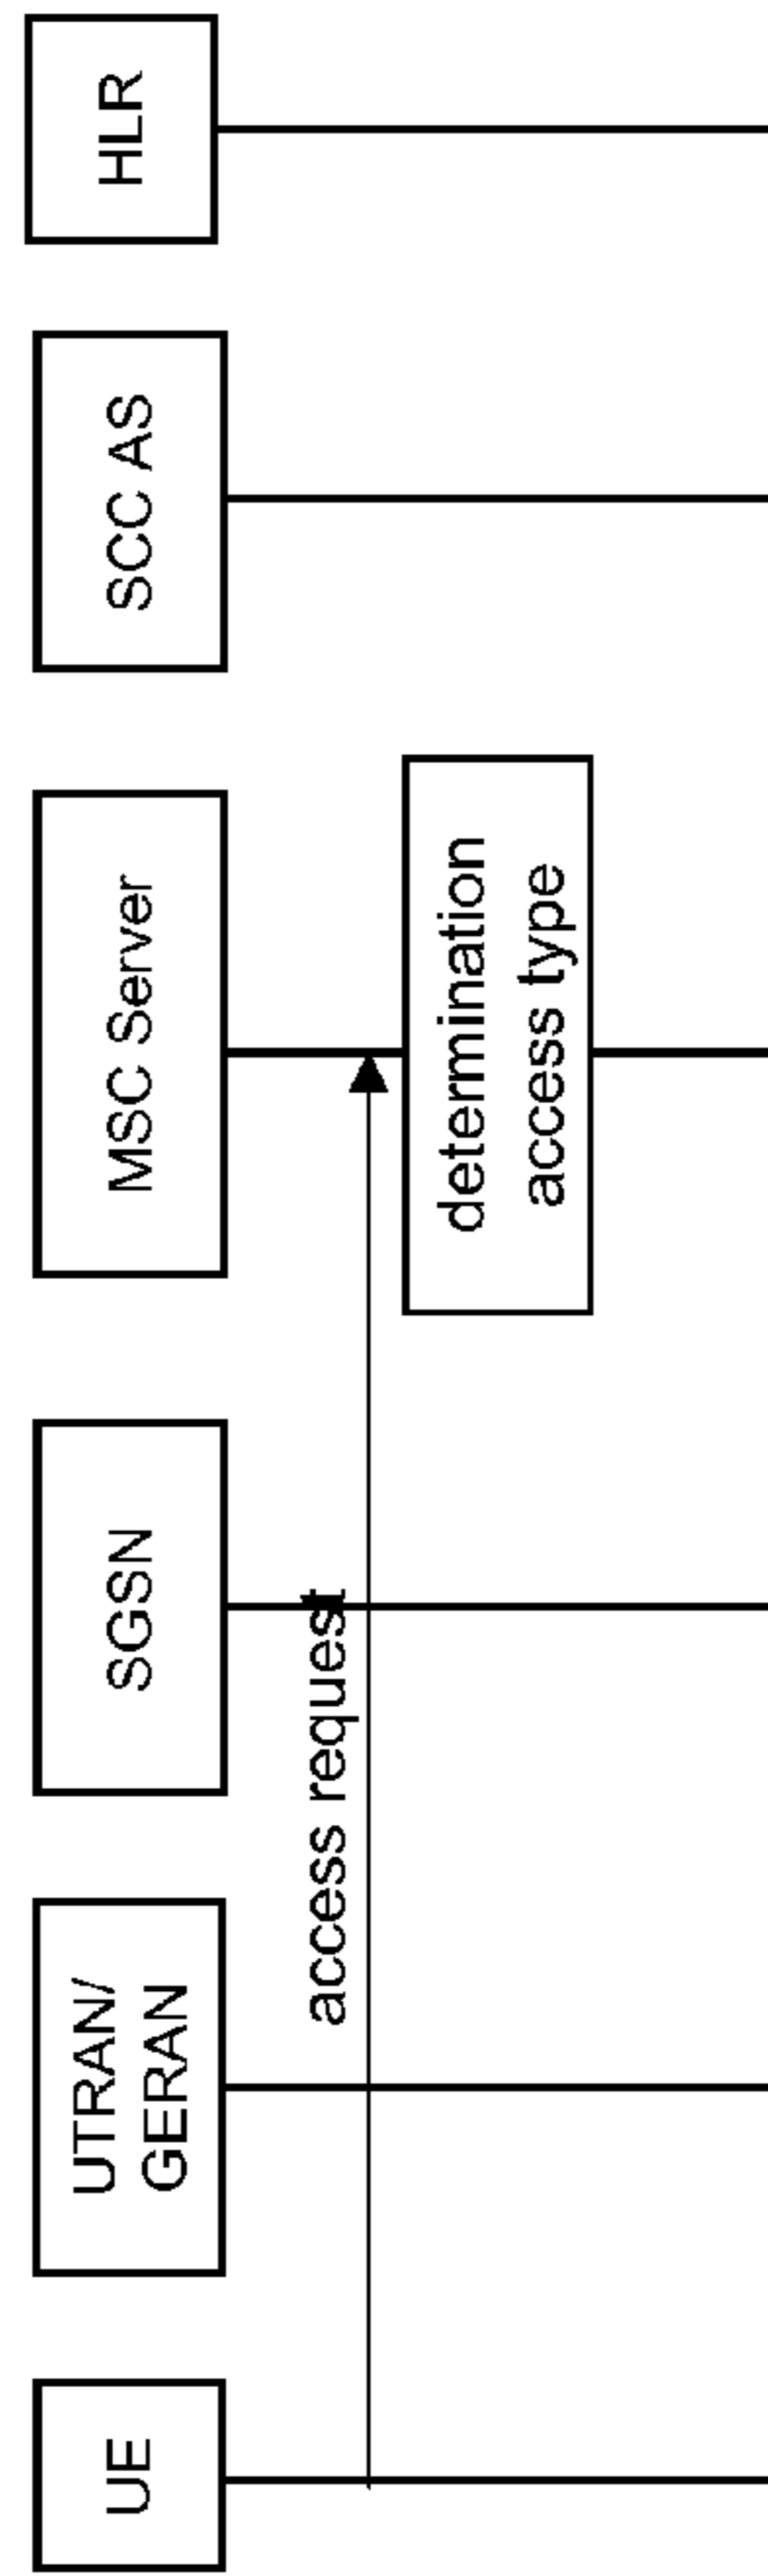 UE
UTRAN/
GERAN
SGSN
MSC Server
SCC AS
HLR
access request
determination
access type